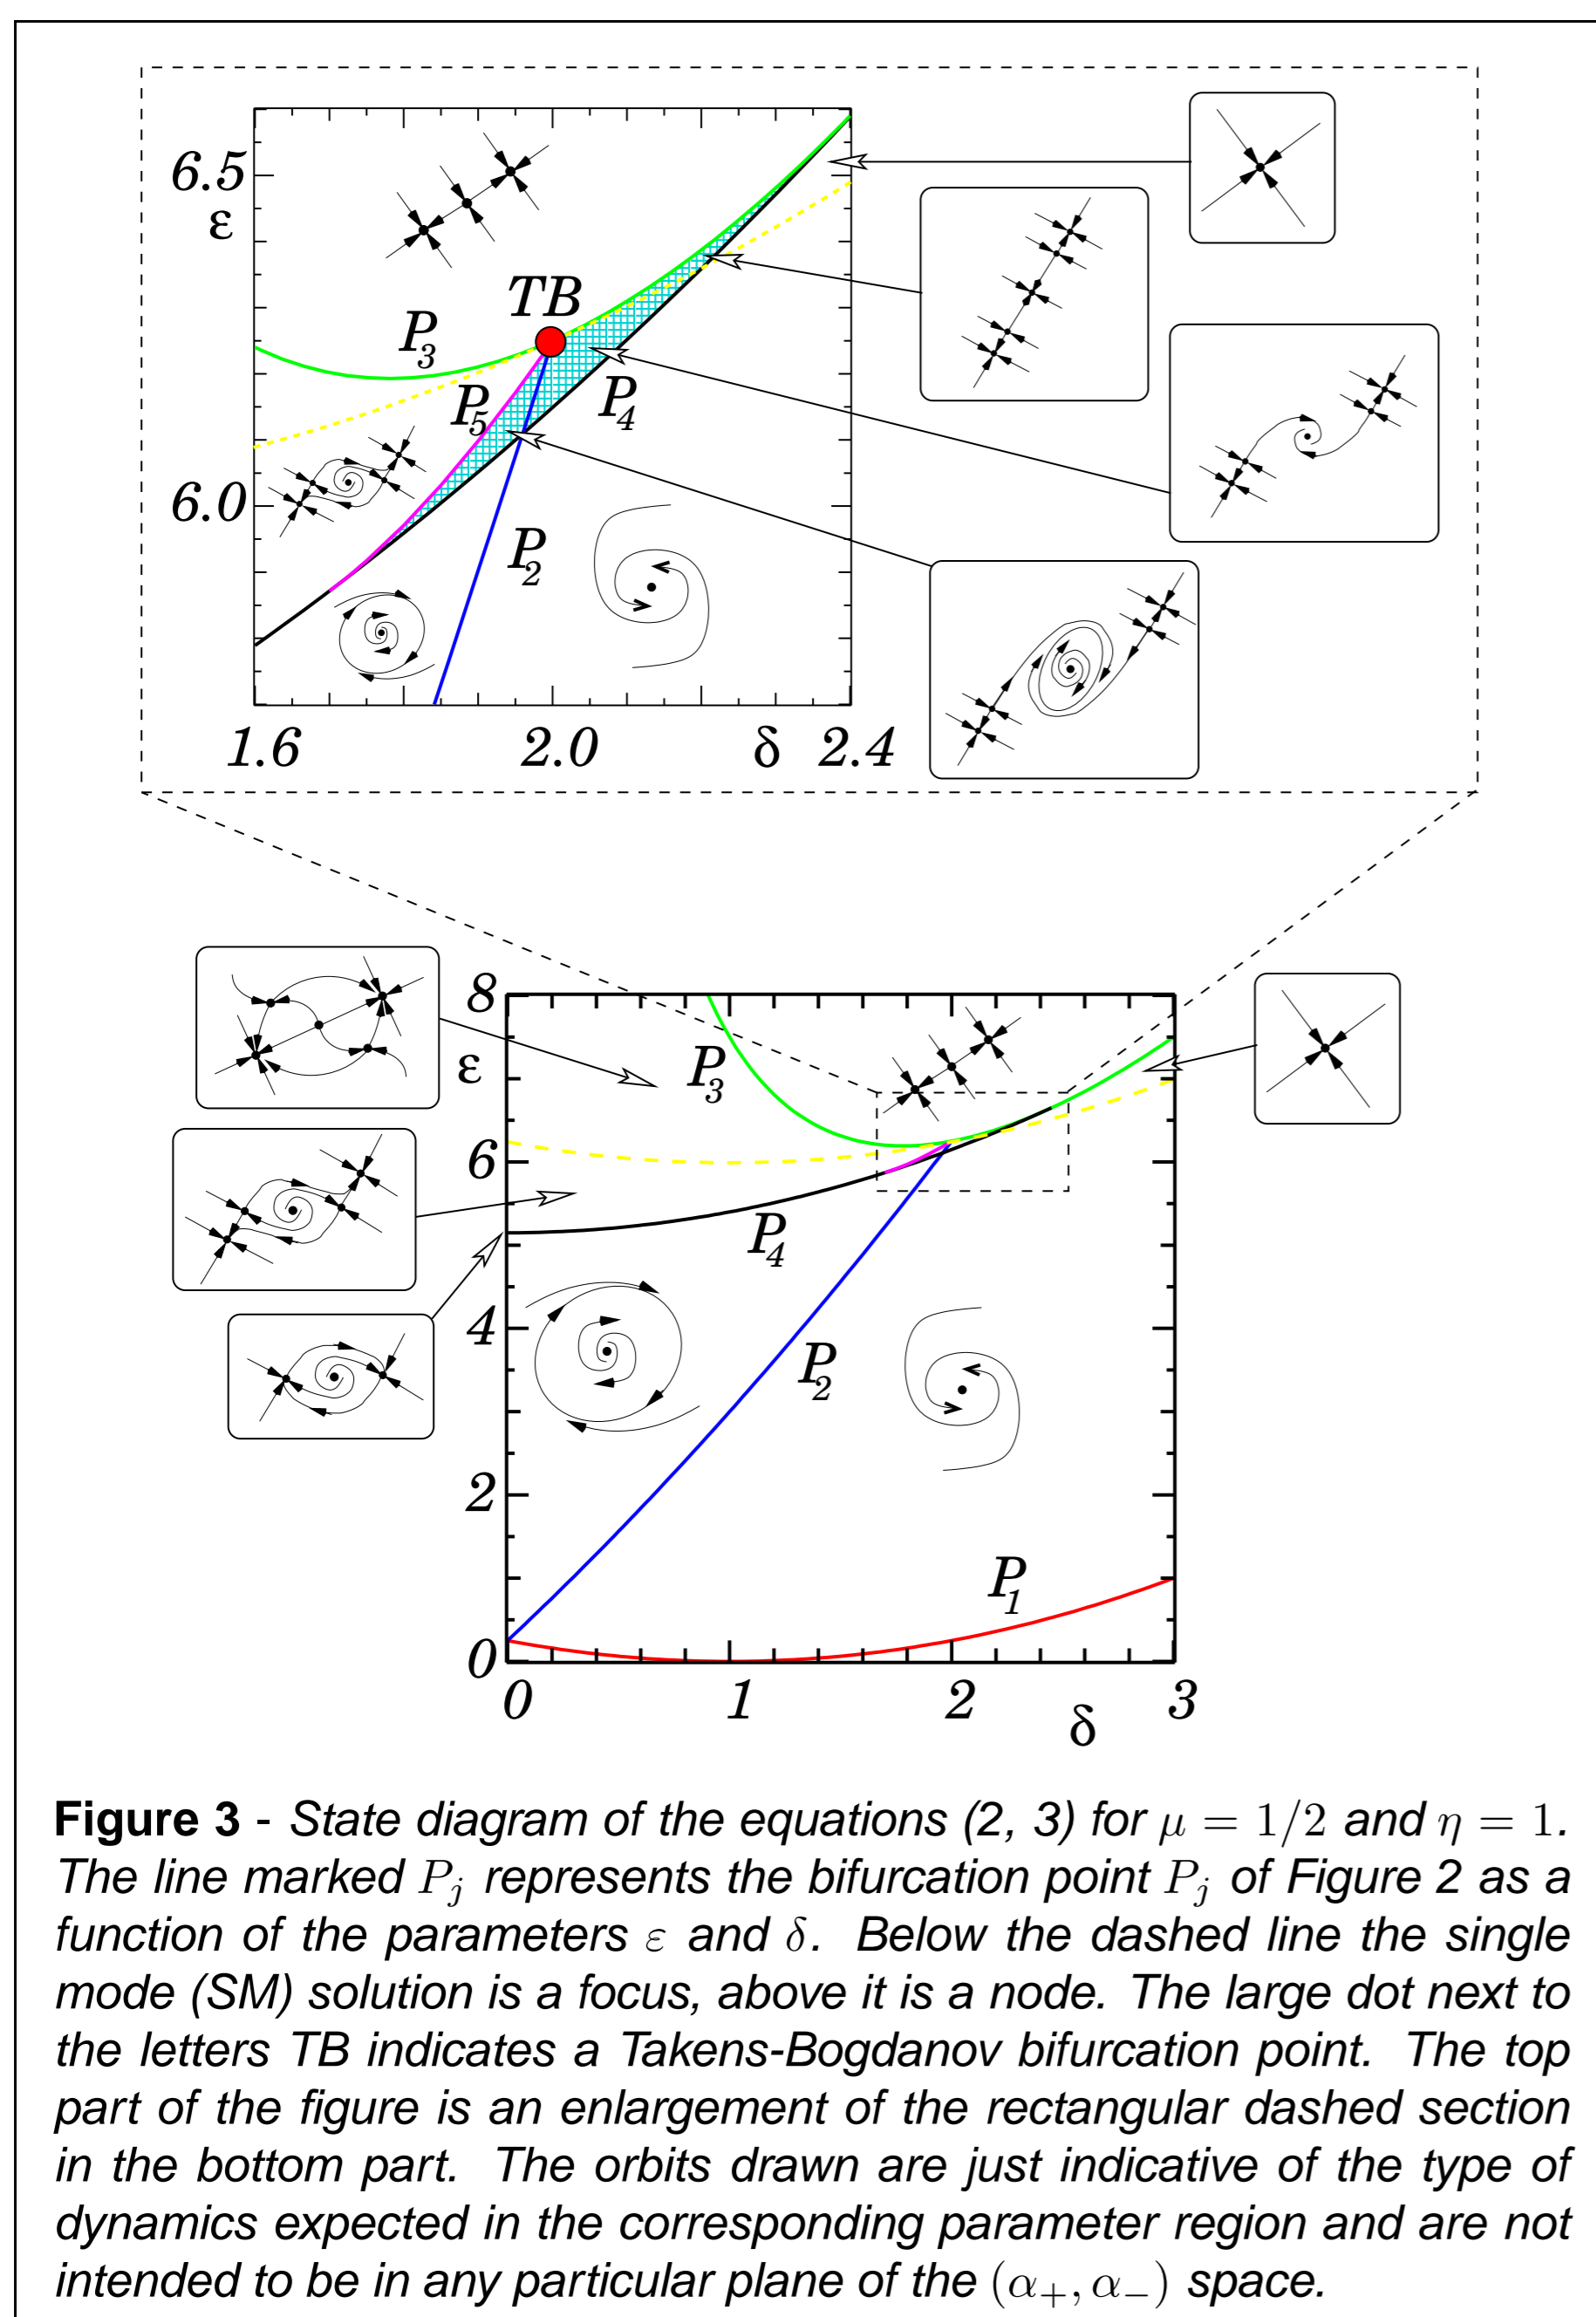 6.5
ε
TB
P3
P5
P4
6.0
P2
1.6 2.0 δ 2.4
8
ε
P3
6
P4
4
P2
2
P1
0
0 1 2 δ 3
Figure 3 - State diagram of the equations (2, 3) for μ = 1/2 and η = 1.
The line marked Pj represents the bifurcation point Pj of Figure 2 as a
function of the parameters ε and δ. Below the dashed line the single
mode (SM) solution is a focus, above it is a node. The large dot next to
the letters TB indicates a Takens-Bogdanov bifurcation point. The top
part of the figure is an enlargement of the rectangular dashed section
in the bottom part. The orbits drawn are just indicative of the type of
dynamics expected in the corresponding parameter region and are not
intended to be in any particular plane of the (α+, α−) space.